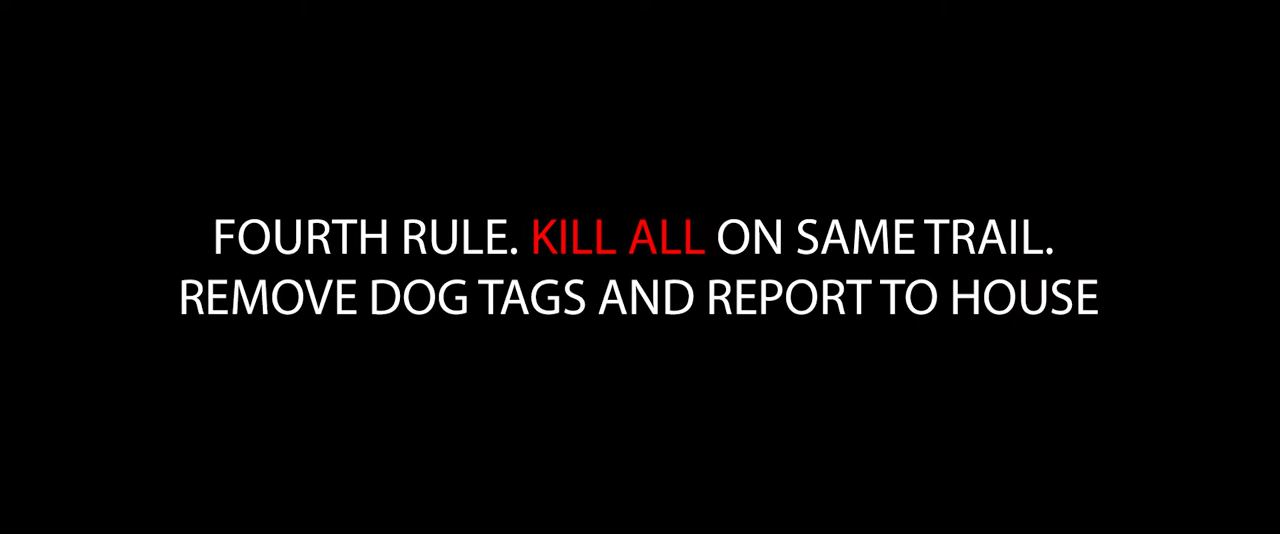 FOURTH RULE. KILL ALL ON SAME TRAIL.
REMOVE DOG TAGS AND REPORT TO HOUSE